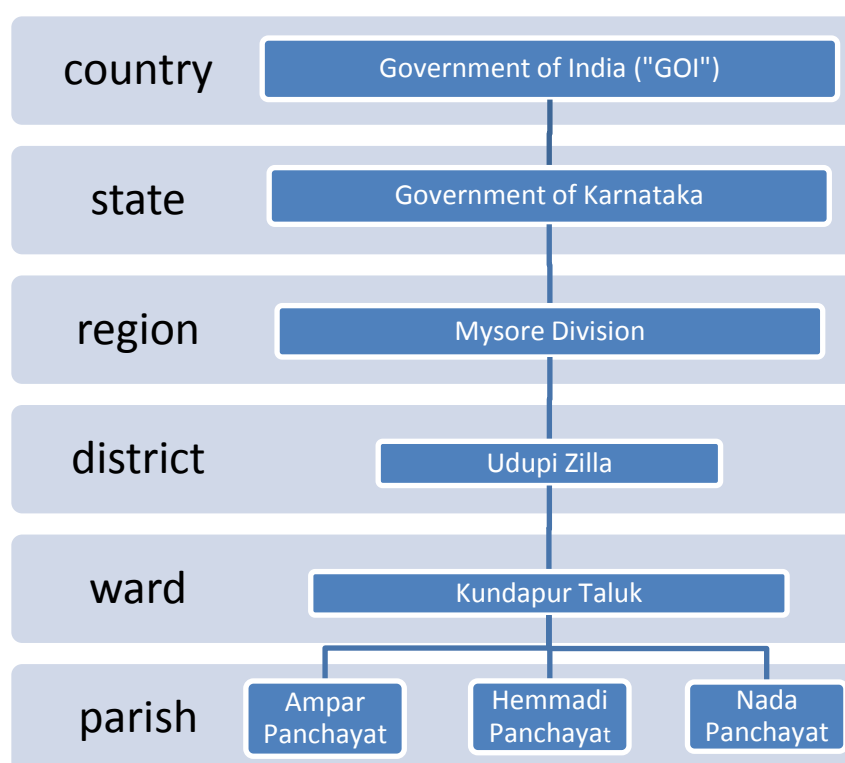 country
Government of India ("GOI")
state
Government of Karnataka
region
Mysore Division
district
Udupi Zilla
ward
Kundapur Taluk
parish
Ampar
Panchayat
Hemmadi
Panchayat
Nada
Panchayat